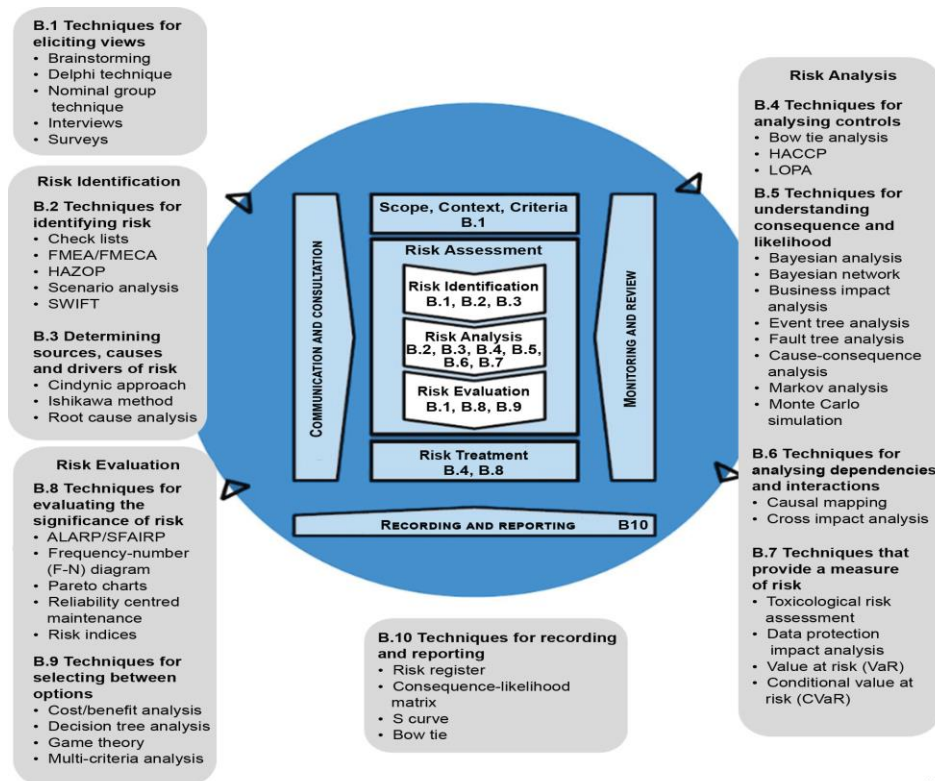 B.1 Techniques for
eliciting views
• Brainstorming
• Delphi technique
• Nominal group
technique
• Interviews
• Surveys
Risk Identification
B.2 Techniques for
identifying risk
• Check lists
• FMEA/FMECA
• HAZOP
• Scenario analysis
• SWIFT
B.3 Determining
sources, causes
and drivers of risk
• Cindynic approach
• Ishikawa method
• Root cause analysis
Risk Evaluation
B.8 Techniques for
evaluating the
significance of risk
• ALARP/SFAIRP
• Frequency-number
(F-N) diagram
• Pareto charts
• Reliability centred
maintenance
• Risk indices
B.9 Techniques for
selecting between
options
• Cost/benefit analysis
• Decision tree analysis
• Game theory
• Multi-criteria analysis
COMMUNICATION AND CONSULTATION
Scope, Context, Criteria
B.1
Risk Assessment
Risk Identification
B.1, B.2, B.3
Risk Analysis
B.2, B.3, B.4, B.5,
B.6, B.7
Risk Evaluation
B.1, B.8, B.9
Risk Treatment
B.4, B.8
MONITORING AND REVIEW
RECORDING AND REPORTING B10
B.10 Techniques for recording
and reporting
• Risk register
• Consequence-likelihood
matrix
• S curve
• Bow tie
Risk Analysis
B.4 Techniques for
analysing controls
• Bow tie analysis
• HACCP
• LOPA
B.5 Techniques for
understanding
consequence and
likelihood
• Bayesian analysis
• Bayesian network
• Business impact
analysis
• Event tree analysis
• Fault tree analysis
• Cause-consequence
analysis
• Markov analysis
• Monte Carlo
simulation
B.6 Techniques for
analysing dependencies
and interactions
• Causal mapping
• Cross impact analysis
B.7 Techniques that
provide a measure
of risk
• Toxicological risk
assessment
• Data protection
impact analysis
• Value at risk (VaR)
• Conditional value at
risk (CVaR)